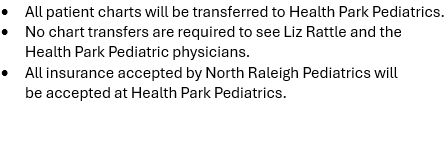 • All patient charts will be transferred to Health Park Pediatrics.
• No chart transfers are required to see Liz Rattle and the
Health Park Pediatric physicians.
• All insurance accepted by North Raleigh Pediatrics will
be accepted at Health Park Pediatrics.